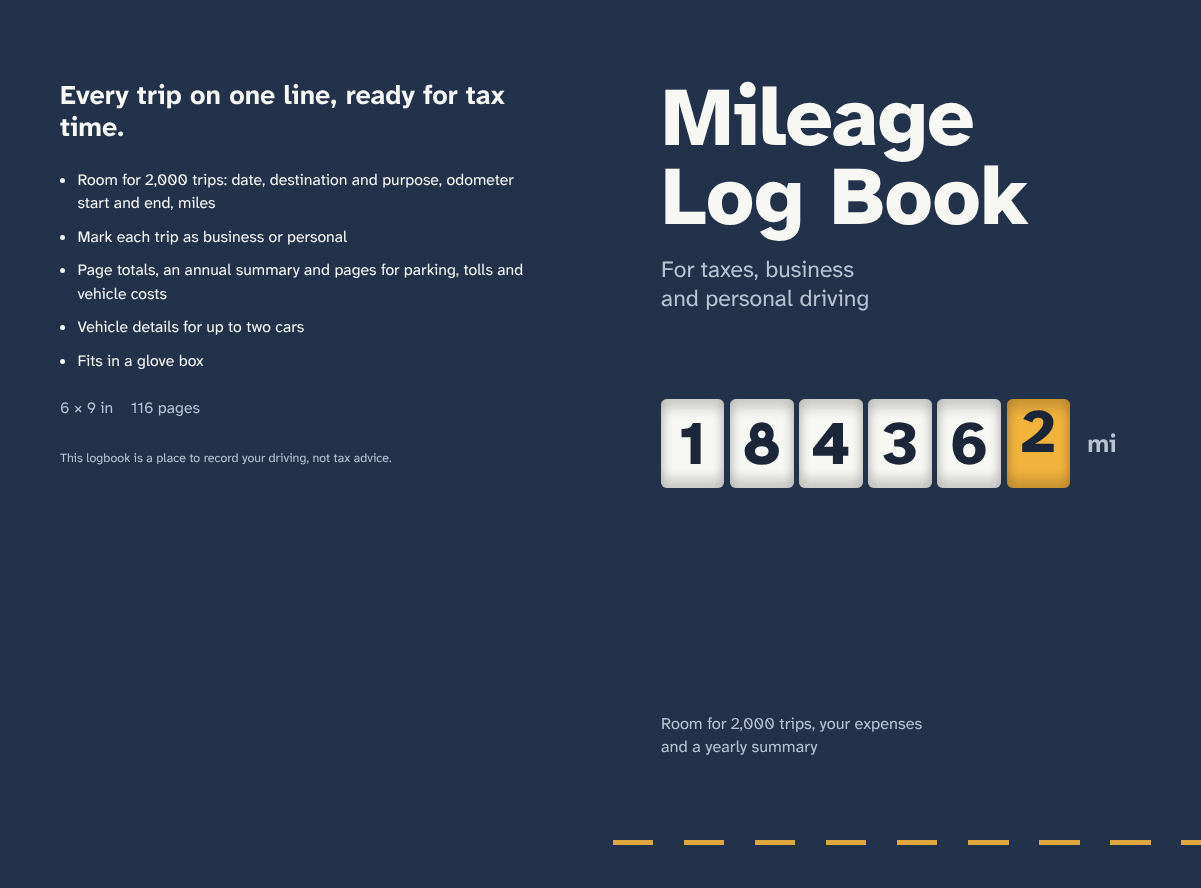 Every trip on one line, ready for tax
time.
• Room for 2,000 trips: date, destination and purpose, odometer
start and end, miles
• Mark each trip as business or personal
• Page totals, an annual summary and pages for parking, tolls and
vehicle costs
• Vehicle details for up to two cars
• Fits in a glove box
6 × 9 in 116 pages
This logbook is a place to record your driving, not tax advice.
Mileage
Log Book
For taxes, business
and personal driving
1 8 4 3 6 2 mi
Room for 2,000 trips, your expenses
and a yearly summary